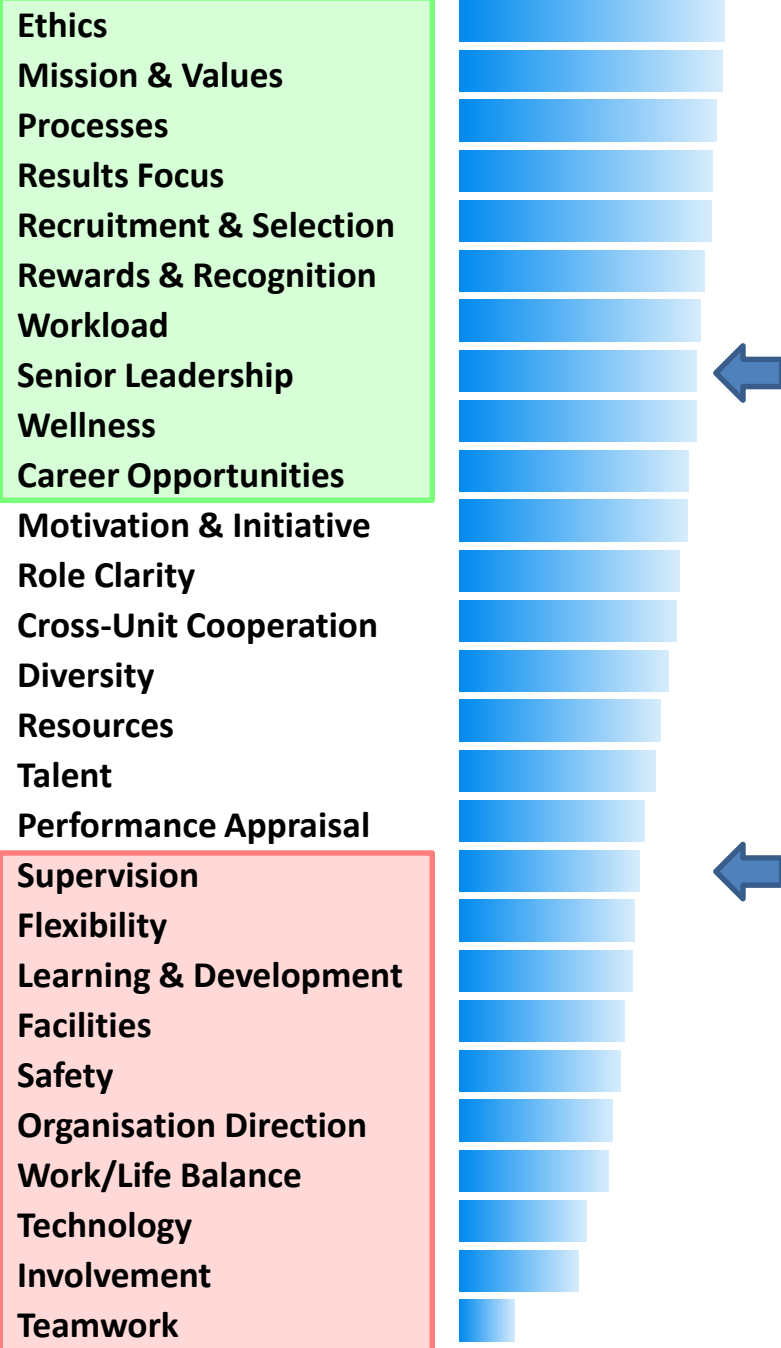 Ethics
Mission & Values
Processes
Results Focus
Recruitment & Selection
Rewards & Recognition
Workload
Senior Leadership
Wellness
Career Opportunities
Motivation & Initiative
Role Clarity
Cross-Unit Cooperation
Diversity
Resources
Talent
Performance Appraisal
Supervision
Flexibility
Learning & Development
Facilities
Safety
Organisation Direction
Work/Life Balance
Technology
Involvement
Teamwork